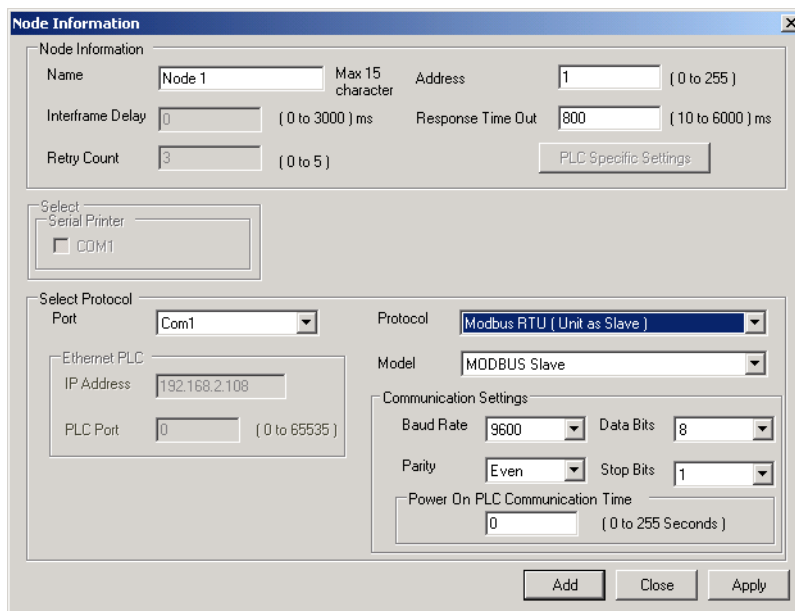 Node Information
Node Information
Name Node 1 Max 15 character Address 1 ( 0 to 255 )
Interframe Delay 0 ( 0 to 3000 ) ms Response Time Out 800 ( 10 to 6000 ) ms
Retry Count 3 ( 0 to 5 ) PLC Specific Settings
Select
Serial Printer
COM1
Select Protocol
Port Com1 Protocol Modbus RTU ( Unit as Slave )
Ethernet PLC
IP Address 192.168.2.108
PLC Port 0 ( 0 to 65535 )
Model MODBUS Slave
Communication Settings
Baud Rate 9600 Data Bits 8
Parity Even Stop Bits 1
Power On PLC Communication Time
0 ( 0 to 255 Seconds )
Add Close Apply